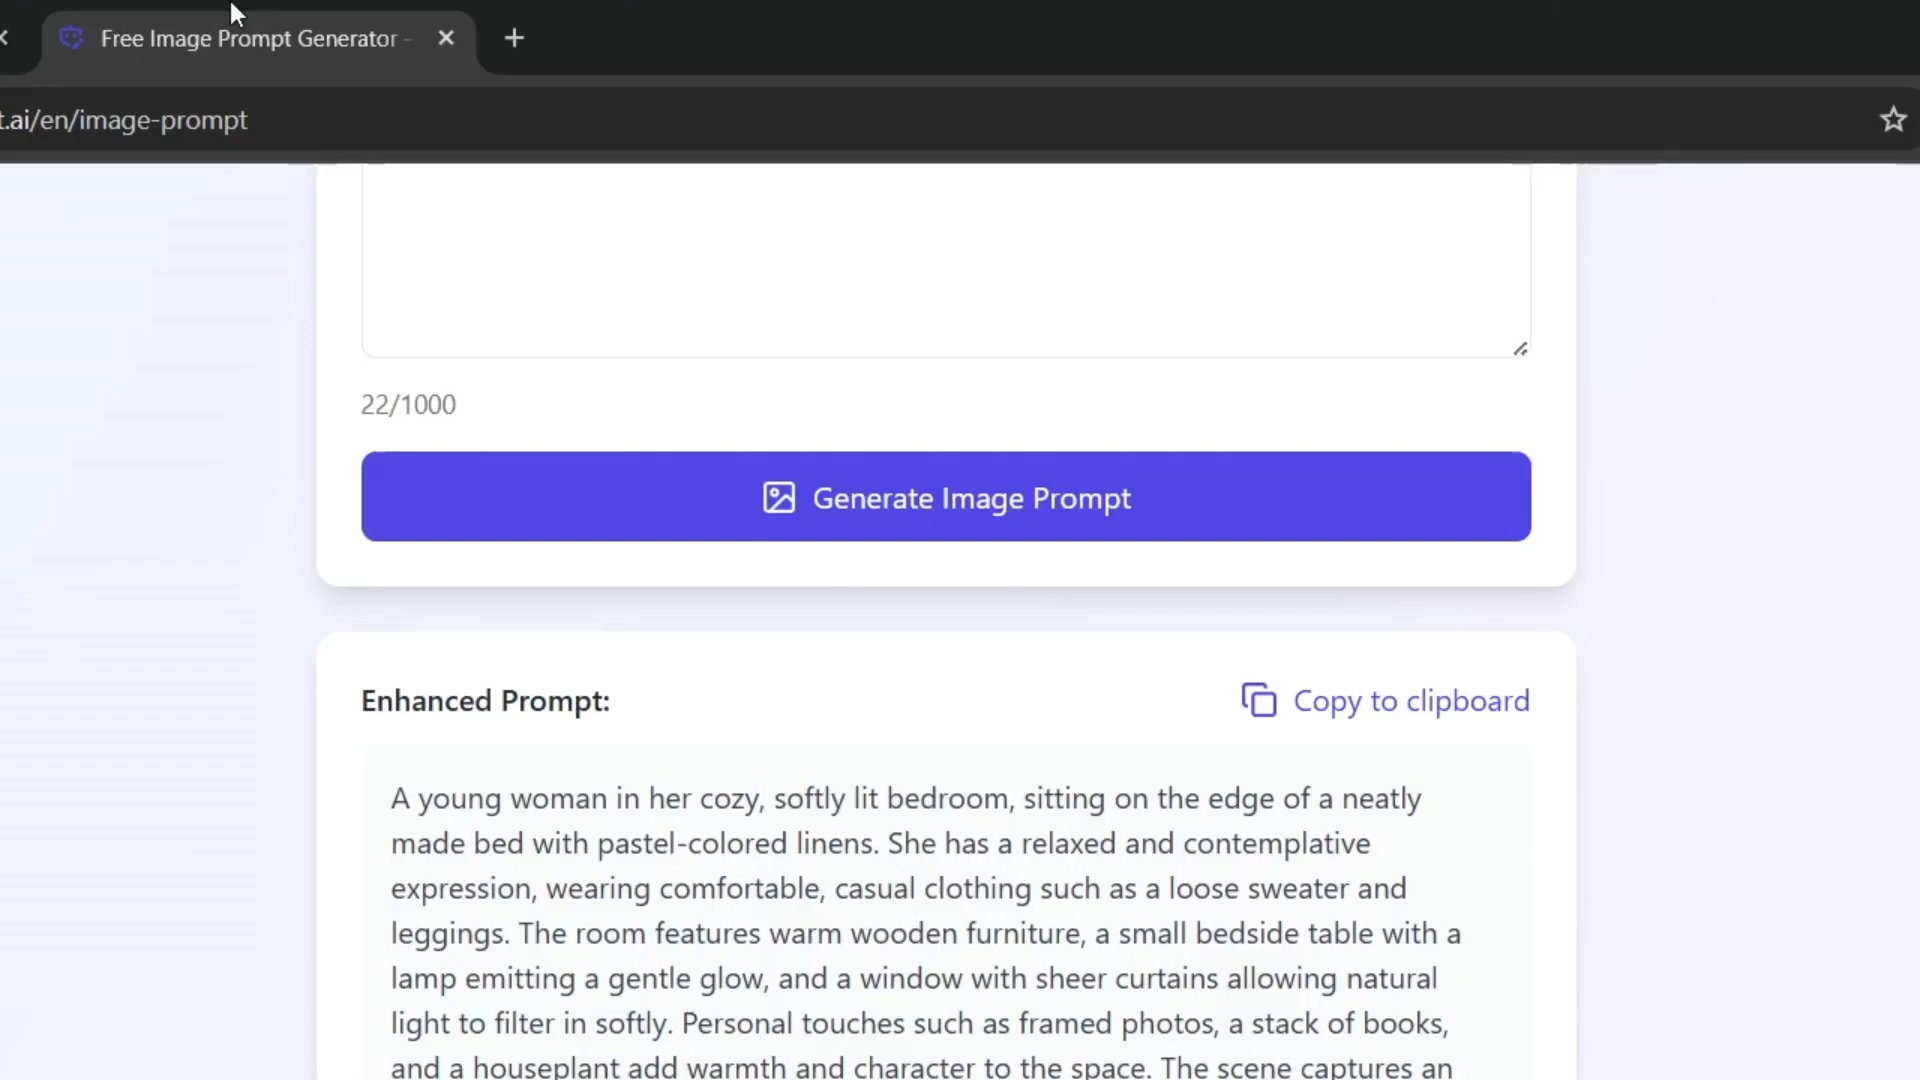 Free Image Prompt Generator -
t.ai/en/image-prompt
22/1000
Generate Image Prompt
Enhanced Prompt:
Copy to clipboard
A young woman in her cozy, softly lit bedroom, sitting on the edge of a neatly
made bed with pastel-colored linens. She has a relaxed and contemplative
expression, wearing comfortable, casual clothing such as a loose sweater and
leggings. The room features warm wooden furniture, a small bedside table with a
lamp emitting a gentle glow, and a window with sheer curtains allowing natural
light to filter in softly. Personal touches such as framed photos, a stack of books,
and a houseplant add warmth and character to the space. The scene captures an